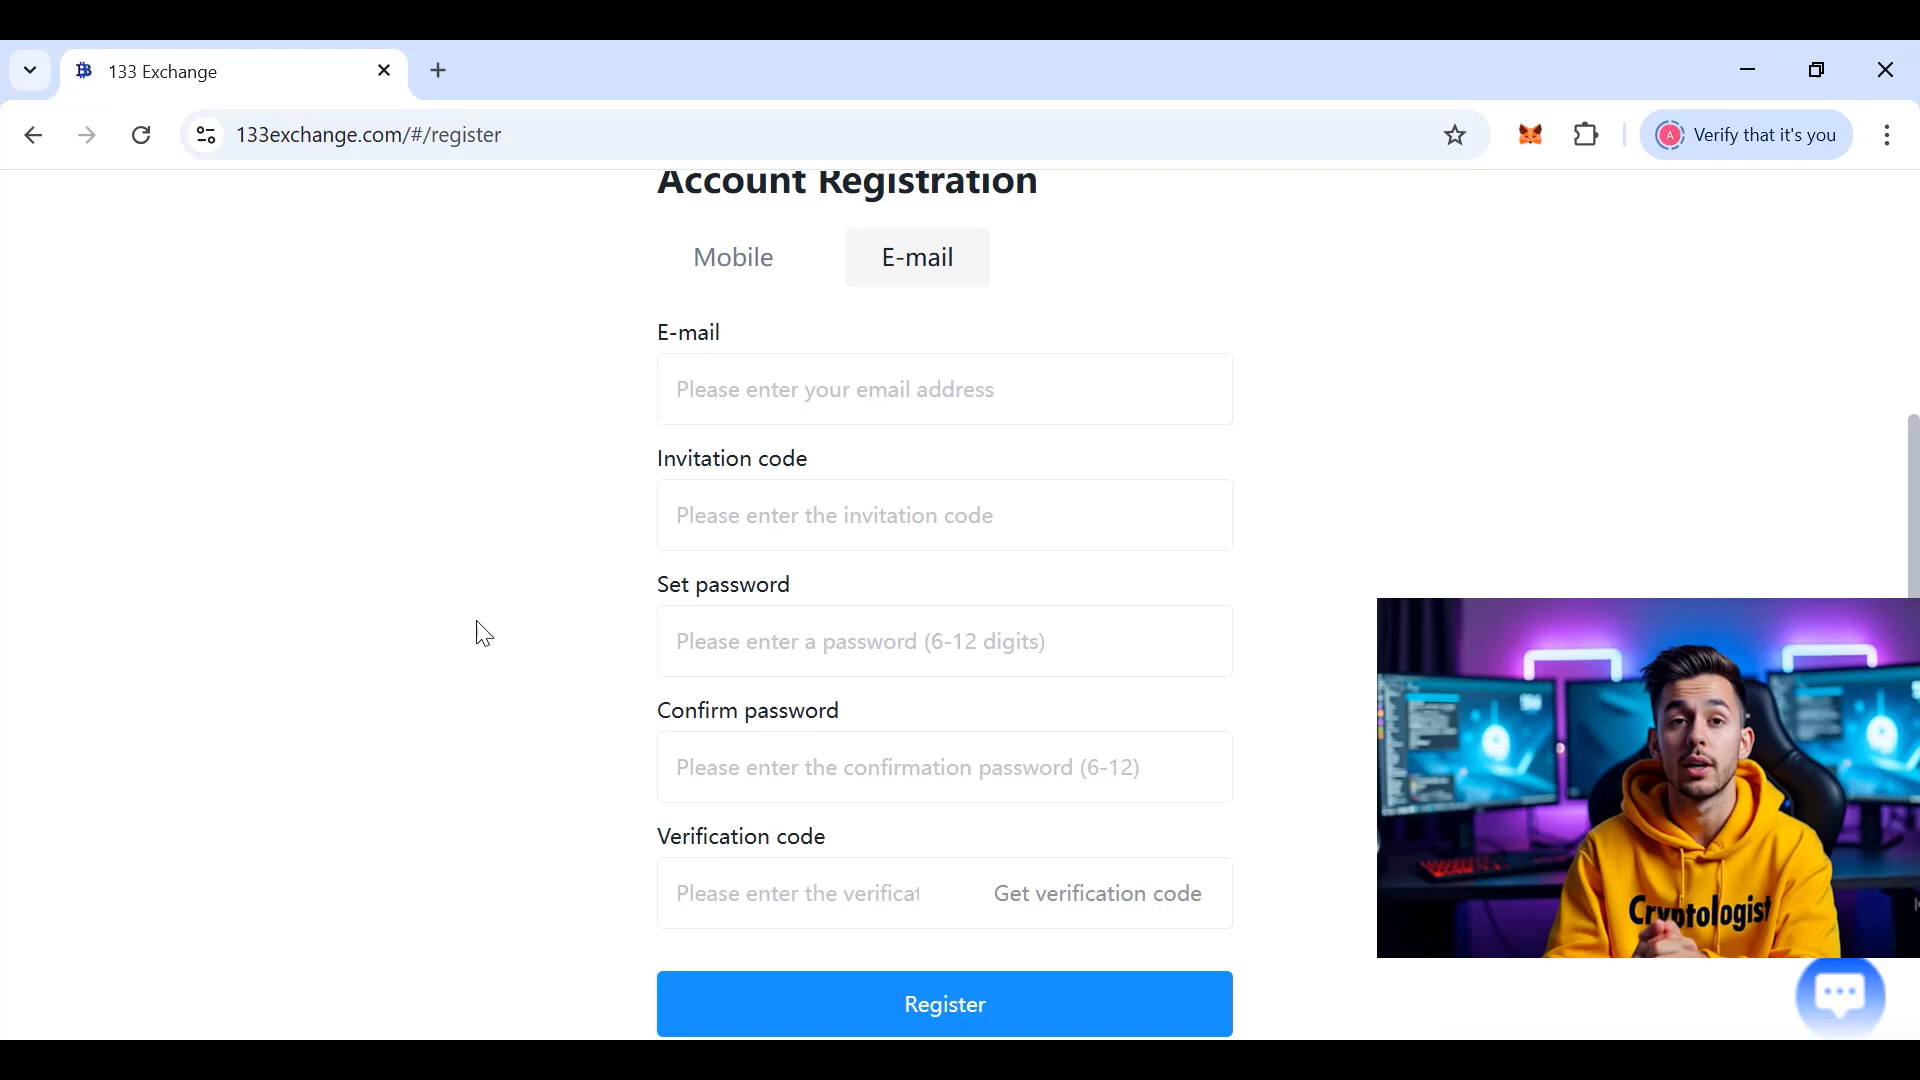 133 Exchange
133exchange.com/#/register
A
Verify that it's you
Account Registration
Mobile
E-mail
E-mail
Please enter your email address
Invitation code
Please enter the invitation code
Set password
Please enter a password (6-12 digits)
Confirm password
Please enter the confirmation password (6-12)
Verification code
Please enter the verificat
Get verification code
Register
Cryptologist